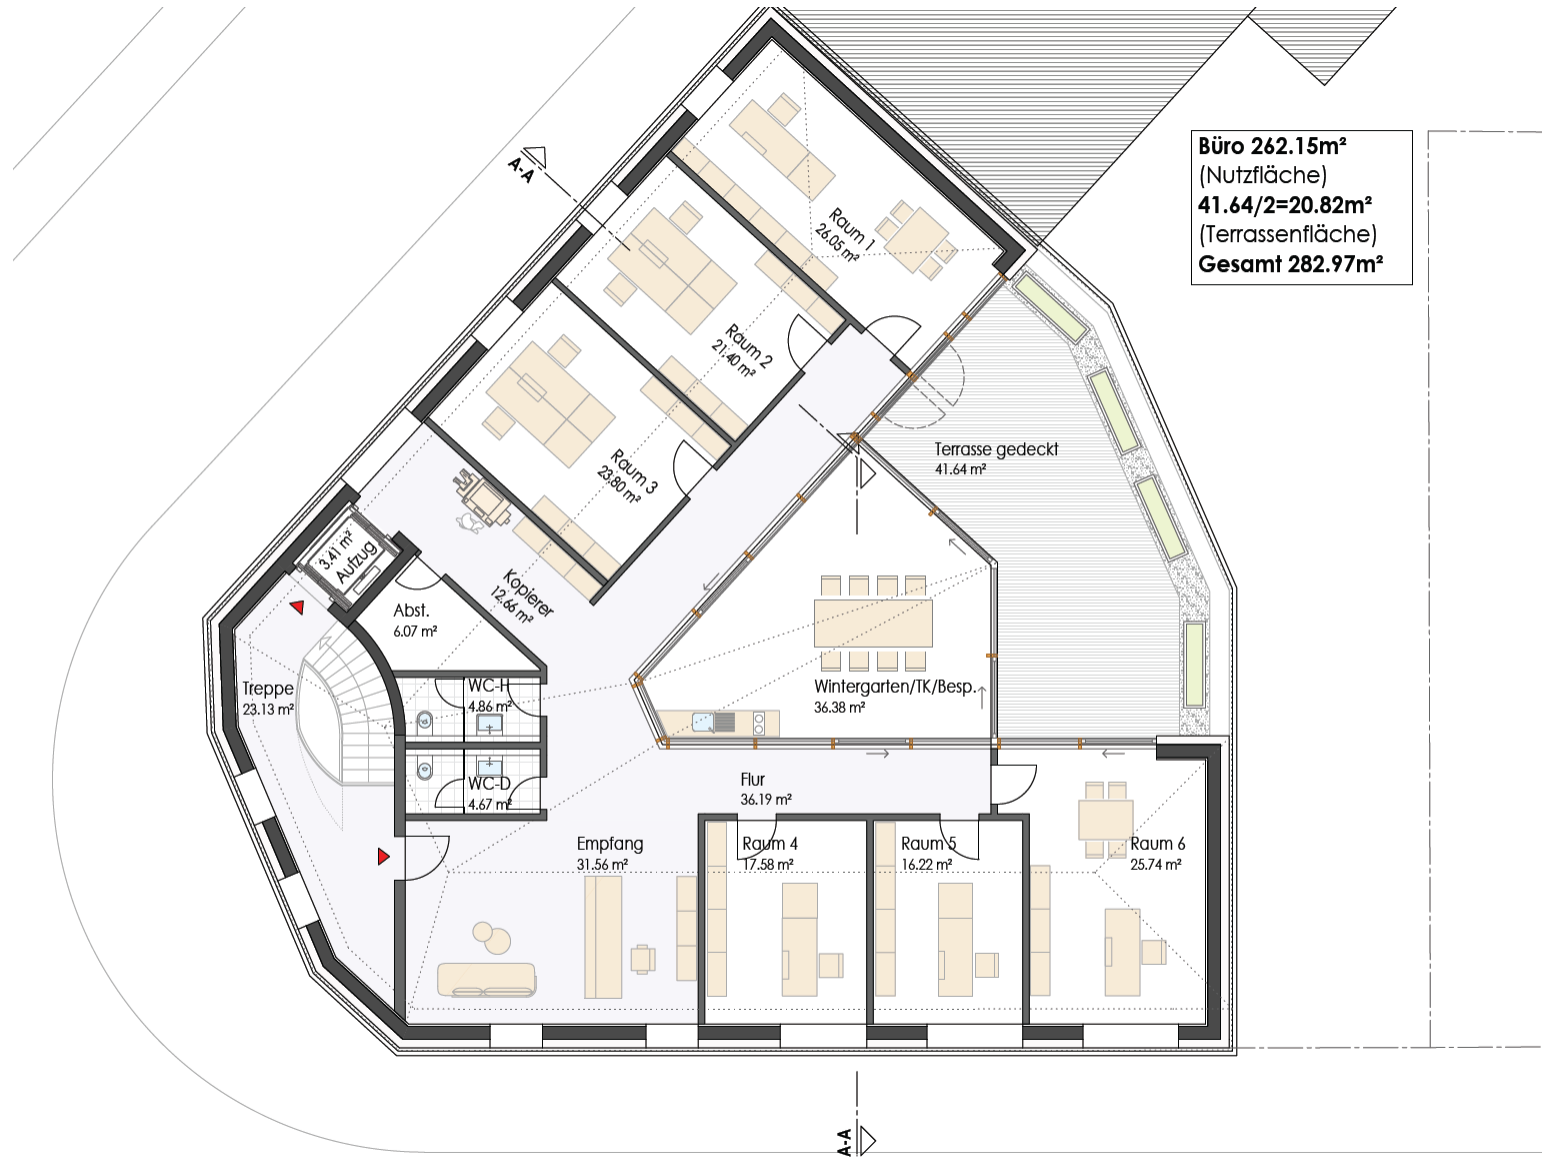 Büro 262.15m²
(Nutzfläche)
41.64/2=20.82m²
(Terrassenfläche)
Gesamt 282.97m²
A-A
Raum 1
26.05 m²
Raum 2
21.40 m²
Raum 3
23.80 m²
Terrasse gedeckt
41.64 m²
3.41 m²
Aufzug
Kopierer
12.66 m²
Abst.
6.07 m²
Treppe
23.13 m²
WC-H
4.86 m²
Wintergarten/TK/Besp.
36.38 m²
WC-D
4.67 m²
Flur
36.19 m²
Empfang
31.56 m²
Raum 4
17.58 m²
Raum 5
16.22 m²
Raum 6
25.74 m²
A-A